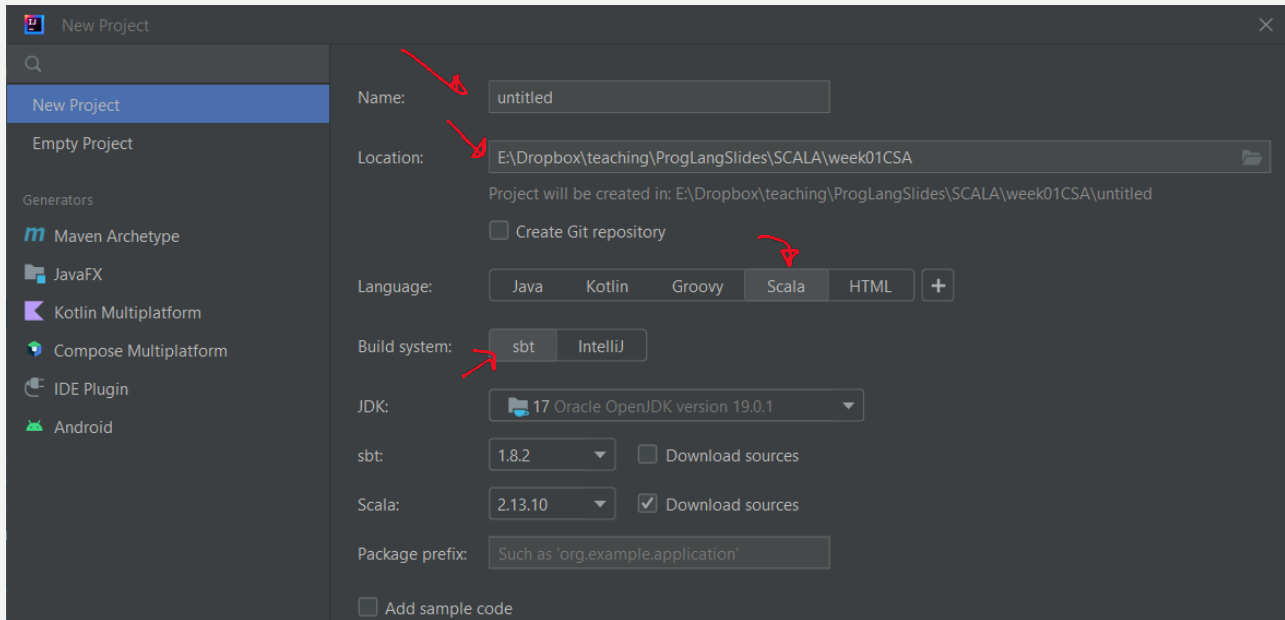 New Project
New Project
Empty Project
Generators
Maven Archetype
JavaFX
Kotlin Multiplatform
Compose Multiplatform
IDE Plugin
Android
Name: untitled
Location: E:\Dropbox\teaching\ProgLangSlides\SCALA\week01CSA
Project will be created in: E:\Dropbox\teaching\ProgLangSlides\SCALA\week01CSA\untitled
Create Git repository
Language: Java Kotlin Groovy Scala HTML +
Build system: sbt IntelliJ
JDK: 17 Oracle OpenJDK version 19.0.1
sbt: 1.8.2 Download sources
Scala: 2.13.10 Download sources
Package prefix: Such as 'org.example.application'
Add sample code